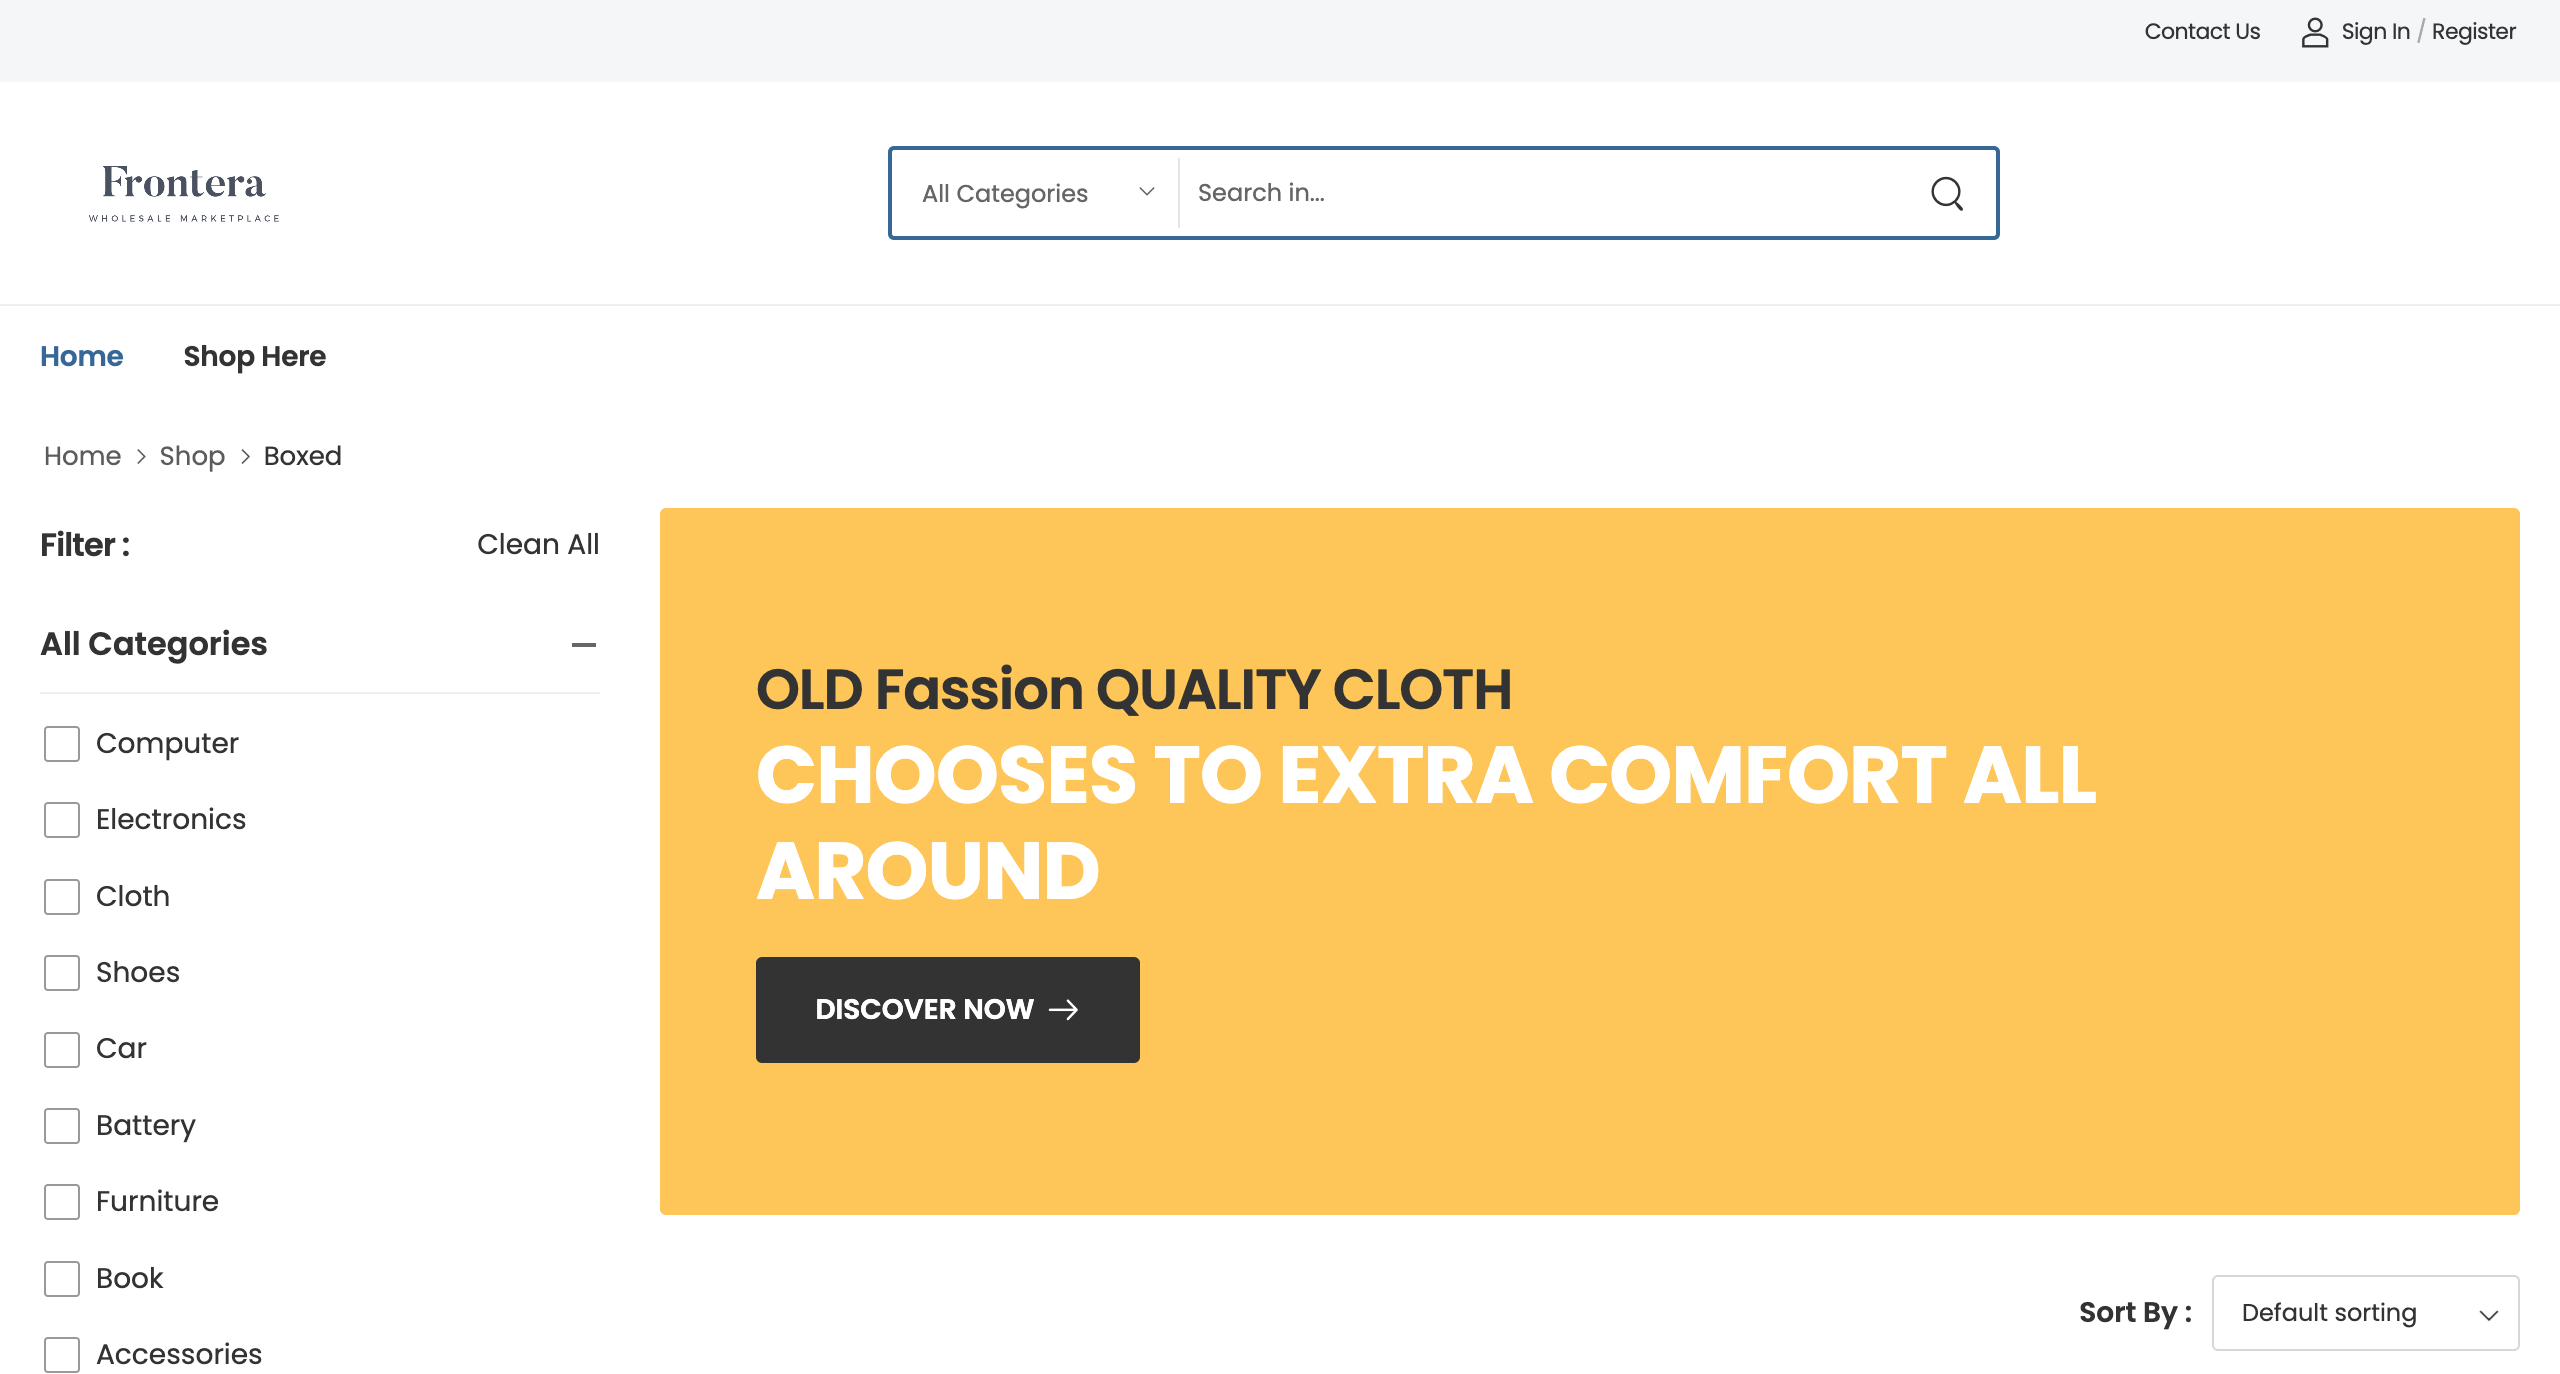 Contact Us Sign In / Register
Frontera
WHOLESALE MARKETPLACE
All Categories Search in...
Home Shop Here
Home > Shop > Boxed
Filter : Clean All
All Categories
Computer
Electronics
Cloth
Shoes
Car
Battery
Furniture
Book
Accessories
OLD Fassion QUALITY CLOTH
CHOOSES TO EXTRA COMFORT ALL
AROUND
DISCOVER NOW →
Sort By : Default sorting